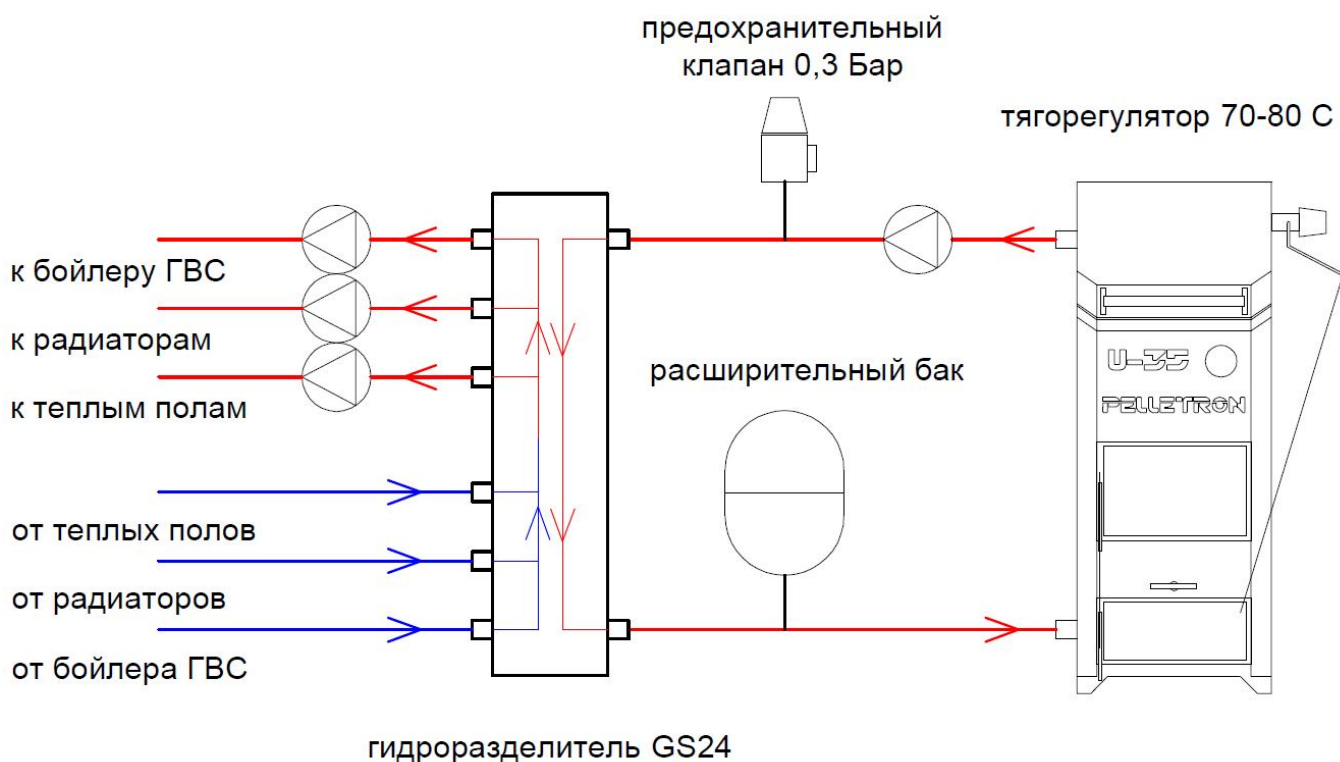 предохранительный
клапан 0,3 Бар
тягорегулятор 70-80 С
к бойлеру ГВС
к радиаторам
к теплым полам
расширительный бак
U-35
PELLETRON
от теплых полов
от радиаторов
от бойлера ГВС
гидроразделитель GS24